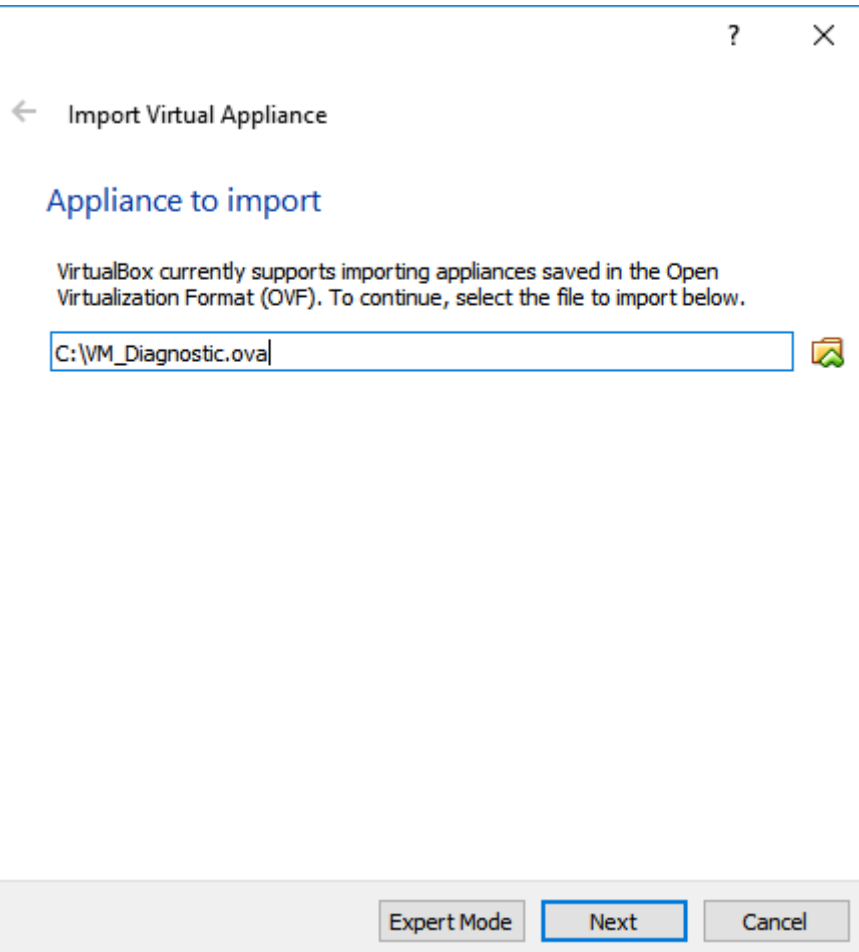 ?
Import Virtual Appliance
Appliance to import
VirtualBox currently supports importing appliances saved in the Open
Virtualization Format (OVF). To continue, select the file to import below.
C:\VM_Diagnostic.ova
Expert Mode Next Cancel